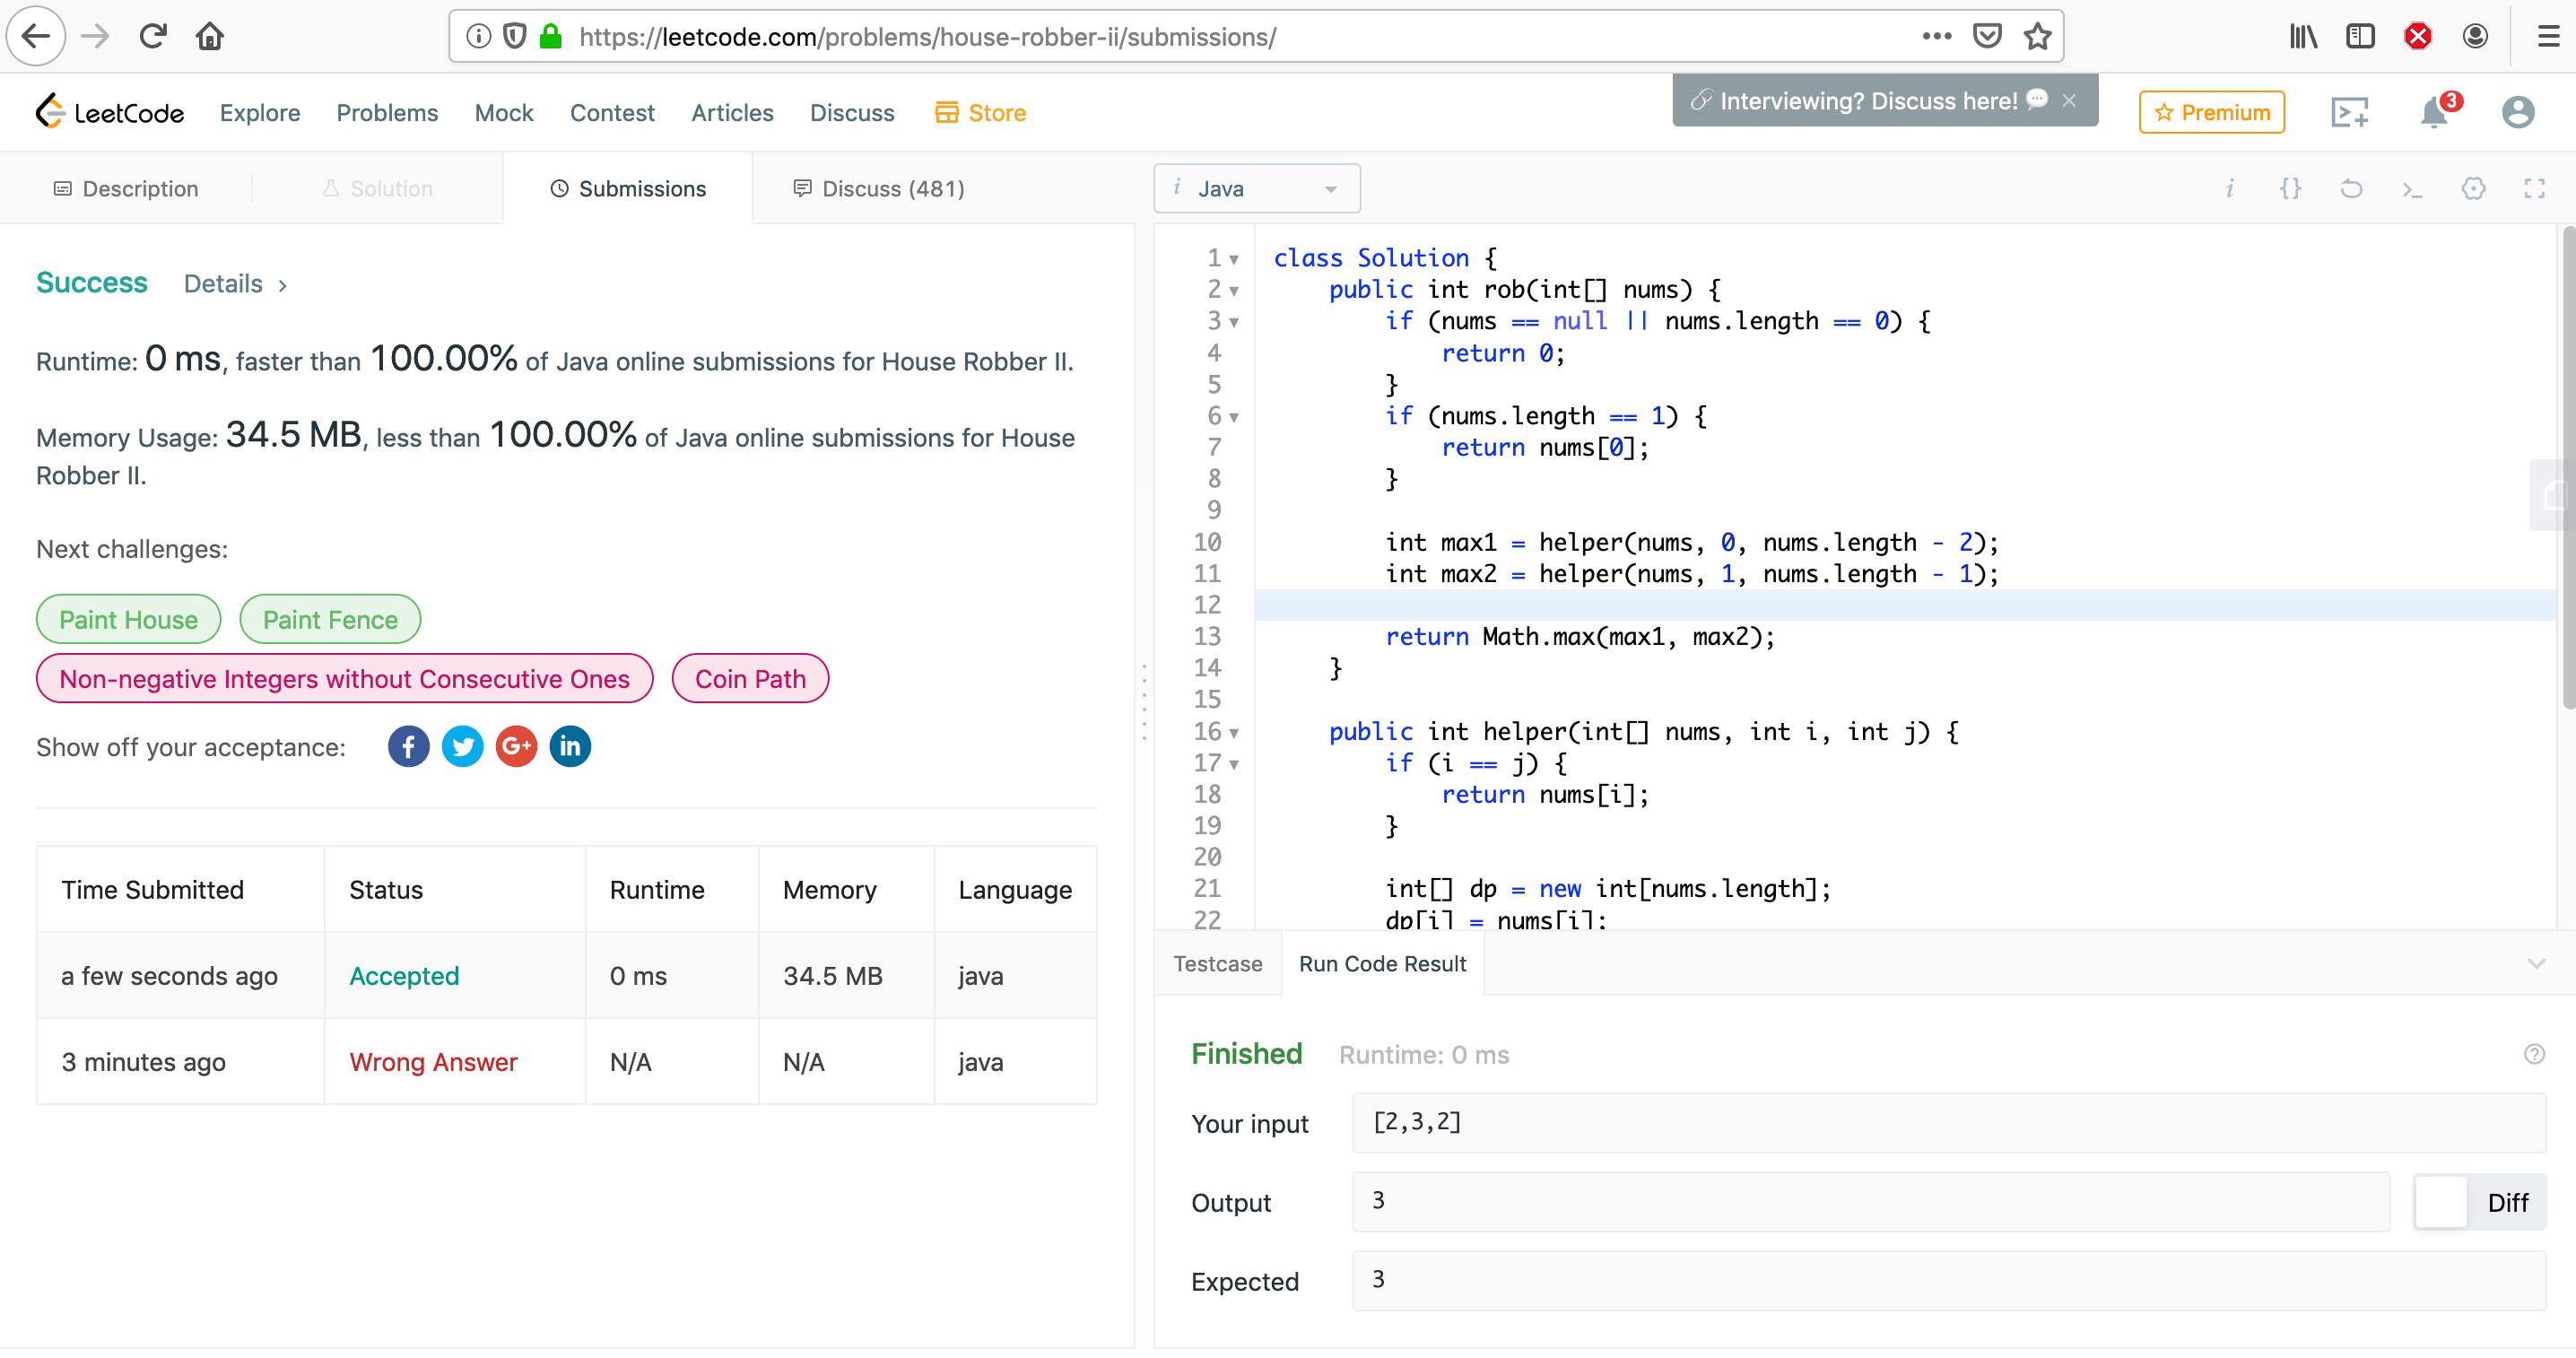 https://leetcode.com/problems/house-robber-ii/submissions/
LeetCode Explore Problems Mock Contest Articles Discuss Store Interviewing? Discuss here! Premium 3
Description Solution Submissions Discuss (481)
Success Details
Runtime: 0 ms, faster than 100.00% of Java online submissions for House Robber II.
Memory Usage: 34.5 MB, less than 100.00% of Java online submissions for House
Robber II.
Next challenges:
Paint House Paint Fence
Non-negative Integers without Consecutive Ones Coin Path
Show off your acceptance: f G+ in
Time Submitted Status Runtime Memory Language
a few seconds ago Accepted 0 ms 34.5 MB java
3 minutes ago Wrong Answer N/A N/A java
i Java i {}
1 class Solution {
2 public int rob(int[] nums) {
3 if (nums == null || nums.length == 0) {
4 return 0;
5 }
6 if (nums.length == 1) {
7 return nums[0];
8 }
9
10 int max1 = helper(nums, 0, nums.length - 2);
11 int max2 = helper(nums, 1, nums.length - 1);
12
13 return Math.max(max1, max2);
14 }
15
16 public int helper(int[] nums, int i, int j) {
17 if (i == j) {
18 return nums[i];
19 }
20
21 int[] dp = new int[nums.length];
22 dp[i] = nums[i];
Testcase Run Code Result
Finished Runtime: 0 ms
Your input [2,3,2]
Output 3 Diff
Expected 3